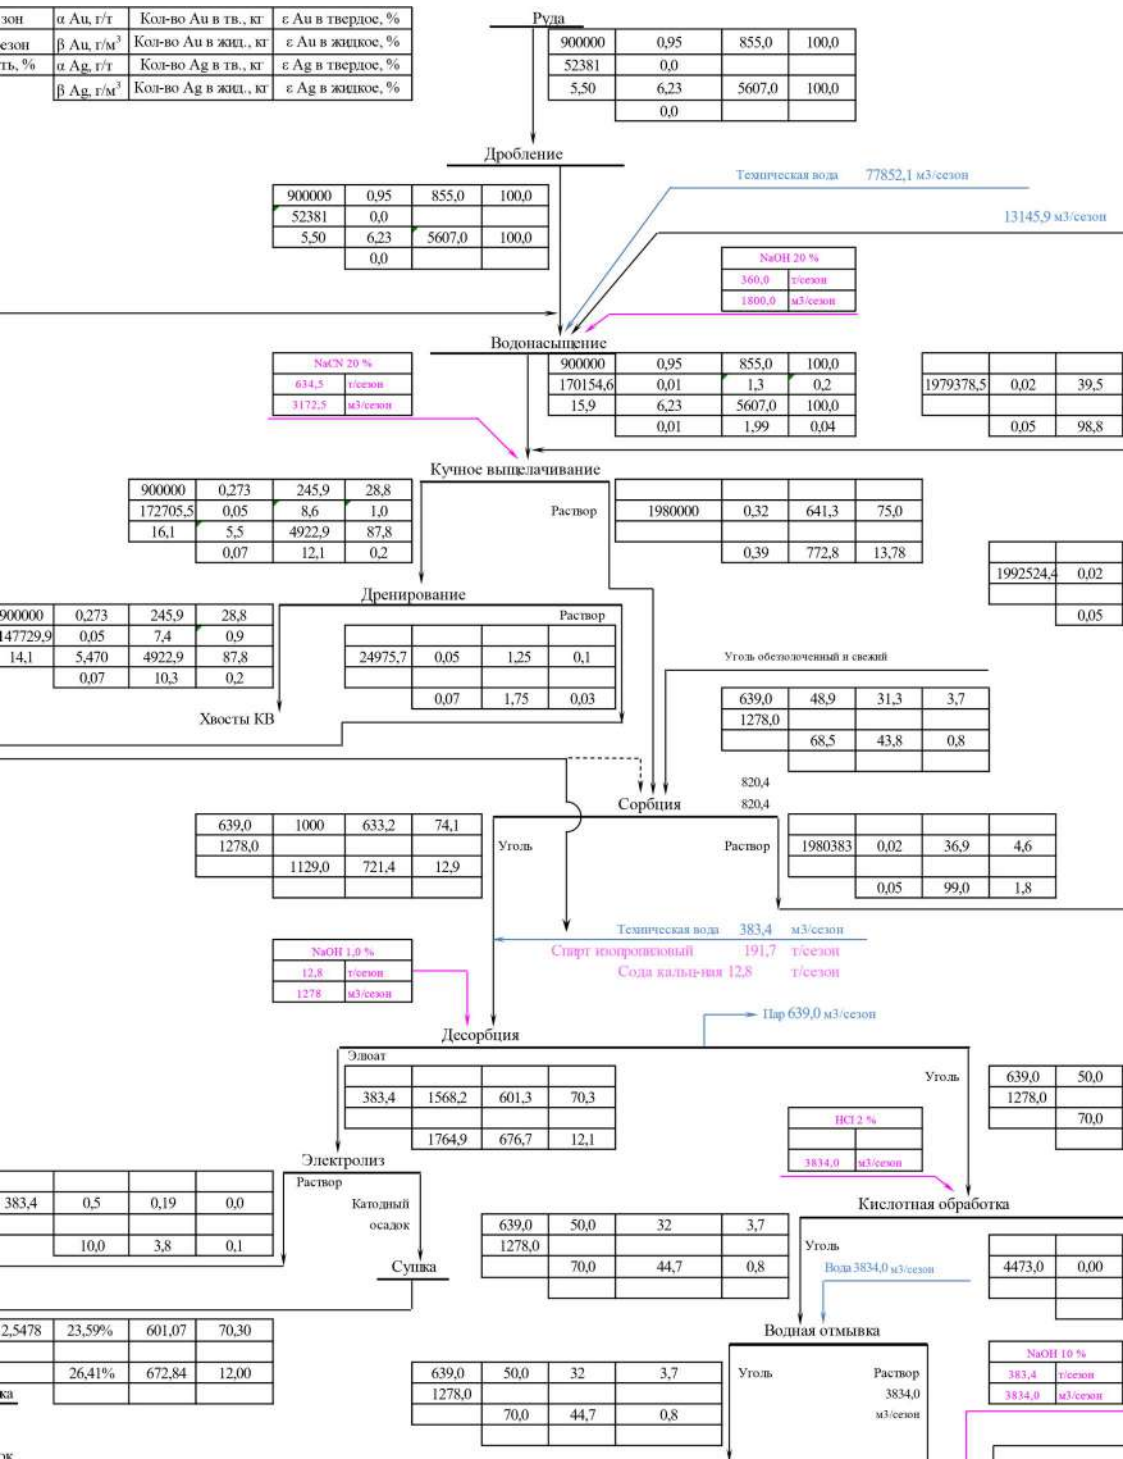 зон α Au, г/т Кол-во Au в тв., кг ε Au в твердое, %
езон β Au, г/м³ Кол-во Au в жид., кг ε Au в жидкое, %
ть, % α Ag, г/т Кол-во Ag в тв., кг ε Ag в твердое, %
β Ag, г/м³ Кол-во Ag в жид., кг ε Ag в жидкое, %
Руда
900000 0,95 855,0 100,0
52381 0,0
5,50 6,23 5607,0 100,0
0,0
Дробление
900000 0,95 855,0 100,0
52381 0,0
5,50 6,23 5607,0 100,0
0,0
Техническая вода 77852,1 м3/сезон
13145,9 м3/сезон
NaOH 20 %
360,0 т/сезон
1800,0 м3/сезон
Водонасыщение
900000 0,95 855,0 100,0
170154,6 0,01 1,3 0,2
15,9 6,23 5607,0 100,0
0,01 1,99 0,04
NaCN 20 %
634,5 т/сезон
3172,5 м3/сезон
1979378,5 0,02 39,5
0,05 98,8
Кучное выщелачивание
900000 0,273 245,9 28,8
172705,5 0,05 8,6 1,0
16,1 5,5 4922,9 87,8
0,07 12,1 0,2
Раствор
1980000 0,32 641,3 75,0
0,39 772,8 13,78
1992524,4 0,02
0,05
Дренирование
900000 0,273 245,9 28,8
147729,9 0,05 7,4 0,9
14,1 5,470 4922,9 87,8
0,07 10,3 0,2
Раствор
24975,7 0,05 1,25 0,1
0,07 1,75 0,03
Хвосты КВ
Уголь обеззолоченный и свежий
639,0 48,9 31,3 3,7
1278,0
68,5 43,8 0,8
820,4
Сорбция 820,4
639,0 1000 633,2 74,1
1278,0
1129,0 721,4 12,9
Уголь
Раствор
1980383 0,02 36,9 4,6
0,05 99,0 1,8
Техническая вода 383,4 м3/сезон
Спирт изопропиловый 191,7 т/сезон
Сода кальц-ная 12,8 т/сезон
NaOH 1,0 %
12,8 т/сезон
1278 м3/сезон
Пар 639,0 м3/сезон
Десорбция
Элюат
383,4 1568,2 601,3 70,3
1764,9 676,7 12,1
Уголь
639,0 50,0
1278,0
70,0
HCl 2 %
3834,0 м3/сезон
Электролиз
Раствор
383,4 0,5 0,19 0,0
10,0 3,8 0,1
Катодный
осадок
Сушка
Кислотная обработка
639,0 50,0 32 3,7
1278,0
70,0 44,7 0,8
Уголь
Вода 3834,0 м3/сезон
4473,0 0,00
2,5478 23,59% 601,07 70,30
26,41% 672,84 12,00
ка
Водная отмывка
639,0 50,0 32 3,7
1278,0
70,0 44,7 0,8
Уголь
Раствор
3834,0
м3/сезон
NaOH 10 %
383,4 т/сезон
3834,0 м3/сезон